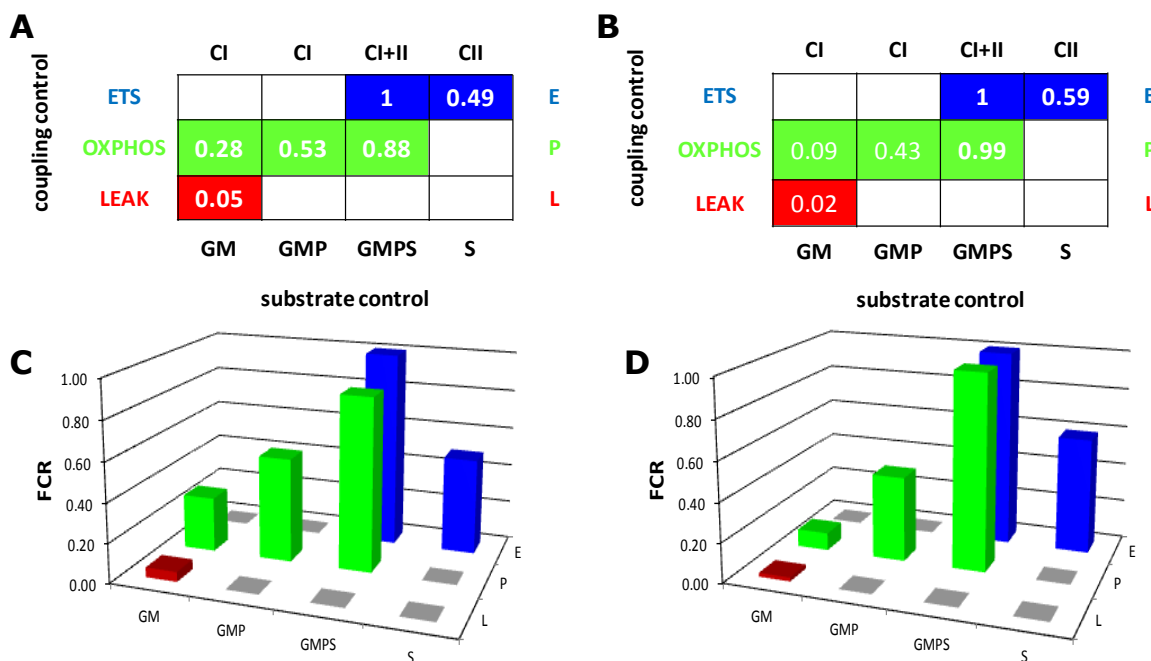 A
CI CI CI+II CII
coupling control
ETS 1 0.49 E
OXPHOS 0.28 0.53 0.88 P
LEAK 0.05 L
GM GMP GMPS S
substrate control
B
CI CI CI+II CII
coupling control
ETS 1 0.59 E
OXPHOS 0.09 0.43 0.99 P
LEAK 0.02 L
GM GMP GMPS S
substrate control
C
FCR
1.00
0.80
0.60
0.40
0.20
0.00
GM
GMP
GMPS
S
E
P
L
D
FCR
1.00
0.80
0.60
0.40
0.20
0.00
GM
GMP
GMPS
S
E
P
L